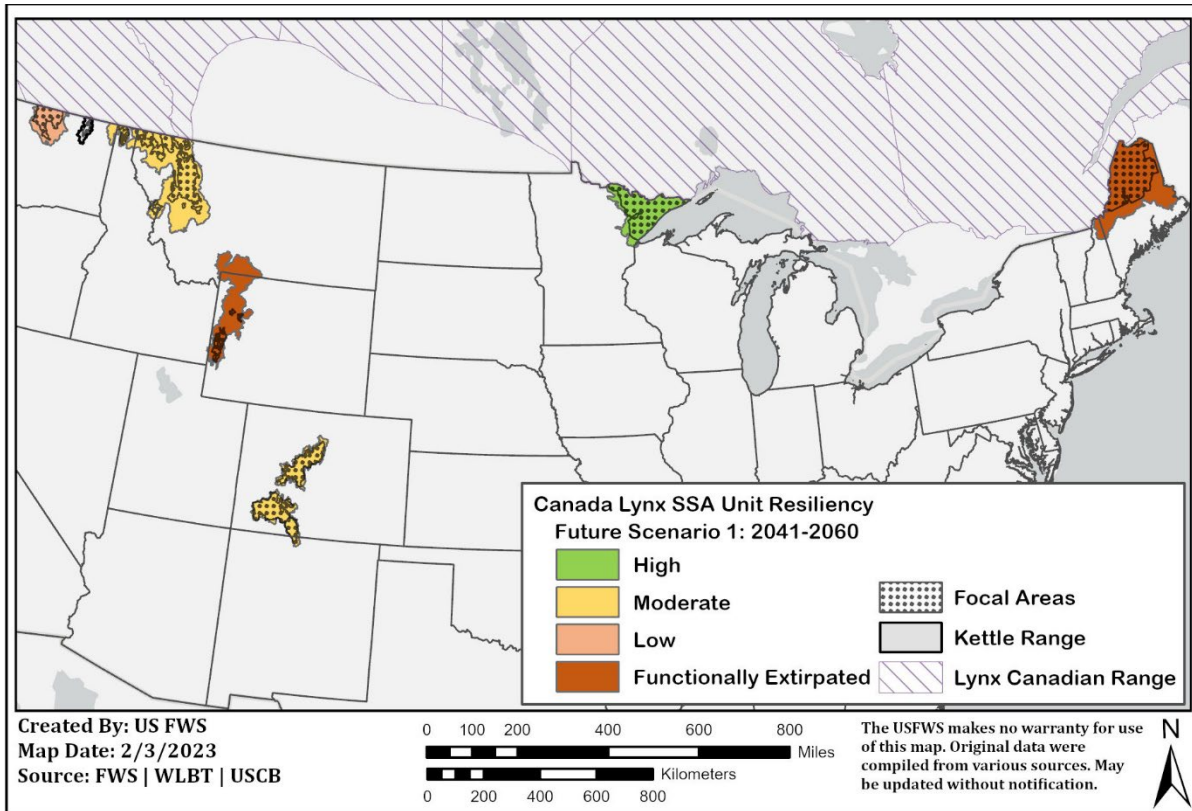 Canada Lynx SSA Unit Resiliency
Future Scenario 1: 2041-2060
High
Moderate
Low
Functionally Extirpated
Focal Areas
Kettle Range
Lynx Canadian Range
Created By: US FWS
Map Date: 2/3/2023
Source: FWS | WLBT | USCB
0 100 200 400 600 800
Miles
Kilometers
0 200 400 600 800
The USFWS makes no warranty for use
of this map. Original data were
compiled from various sources. May
be updated without notification.
N